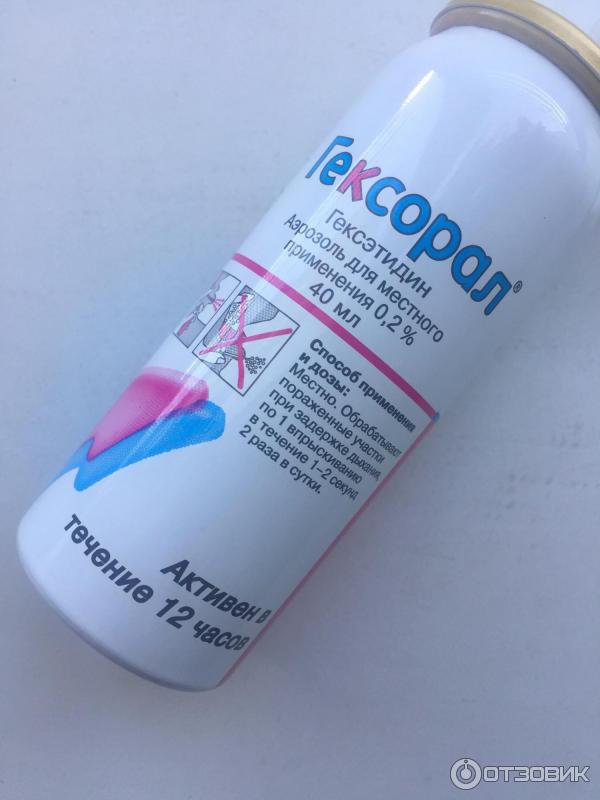 Гексорал®
Гексэтидин
Аэрозоль для местного
применения 0,2%
40 мл
Способ применения
и дозы:
Местно. Обрабатывают
пораженные участки
при задержке дыхания,
по 1 впрыскиванию
в течение 1–2 секунд
2 раза в сутки.
Активен в
течение 12 часов
ОТЗОВИК